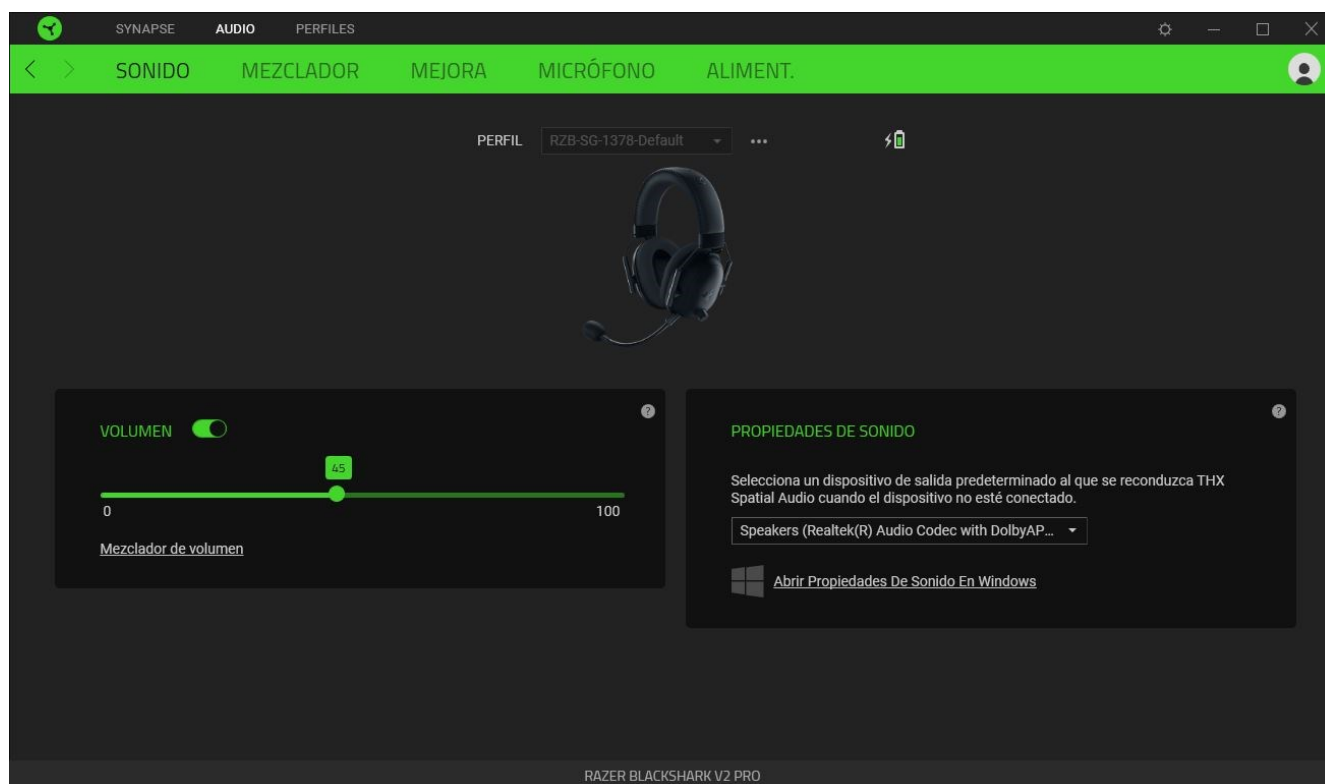 SYNAPSE AUDIO PERFILES
SONIDO MEZCLADOR MEJORA MICRÓFONO ALIMENT.
PERFIL RZB-SG-1378-Default
VOLUMEN
45
0 100
Mezclador de volumen
PROPIEDADES DE SONIDO
Selecciona un dispositivo de salida predeterminado al que se reconduzca THX
Spatial Audio cuando el dispositivo no esté conectado.
Speakers (Realtek(R) Audio Codec with DolbyAP...
Abrir Propiedades De Sonido En Windows
RAZER BLACKSHARK V2 PRO